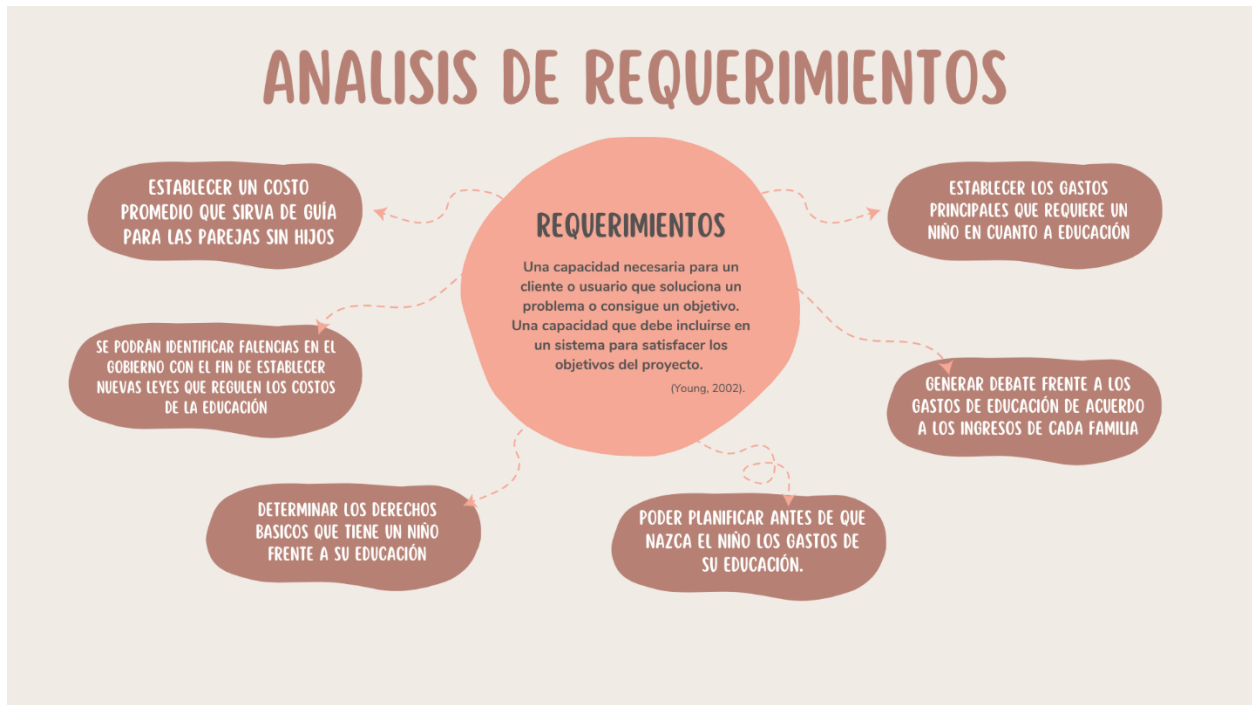 ANALISIS DE REQUERIMIENTOS
ESTABLECER UN COSTO
PROMEDIO QUE SIRVA DE GUÍA
PARA LAS PAREJAS SIN HIJOS
SE PODRÁN IDENTIFICAR FALENCIAS EN EL
GOBIERNO CON EL FIN DE ESTABLECER
NUEVAS LEYES QUE REGULEN LOS COSTOS
DE LA EDUCACIÓN
DETERMINAR LOS DERECHOS
BASICOS QUE TIENE UN NIÑO
FRENTE A SU EDUCACIÓN
REQUERIMIENTOS
Una capacidad necesaria para un
cliente o usuario que soluciona un
problema o consigue un objetivo.
Una capacidad que debe incluirse en
un sistema para satisfacer los
objetivos del proyecto.
(Young, 2002).
ESTABLECER LOS GASTOS
PRINCIPALES QUE REQUIERE UN
NIÑO EN CUANTO A EDUCACIÓN
GENERAR DEBATE FRENTE A LOS
GASTOS DE EDUCACIÓN DE ACUERDO
A LOS INGRESOS DE CADA FAMILIA
PODER PLANIFICAR ANTES DE QUE
NAZCA EL NIÑO LOS GASTOS DE
SU EDUCACIÓN.